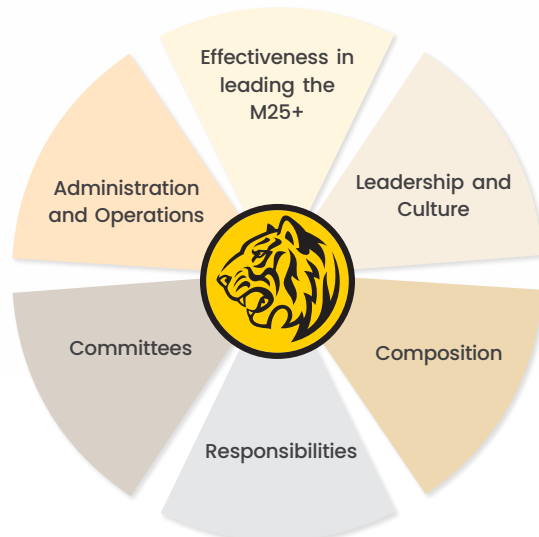 Effectiveness in
leading the
M25+
Leadership and
Culture
Composition
Responsibilities
Committees
Administration
and Operations